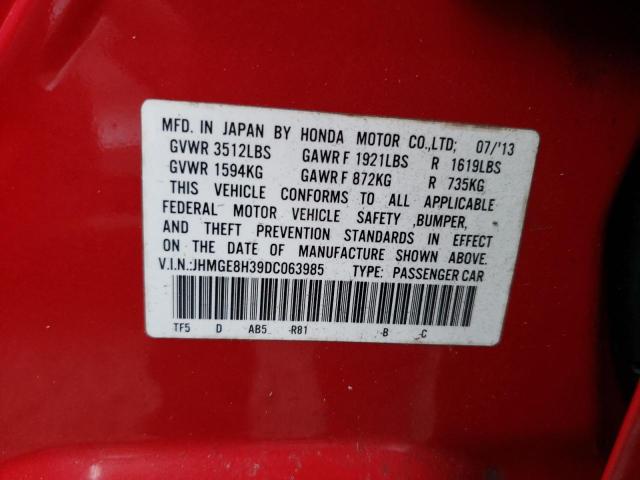 MFD. IN JAPAN BY HONDA MOTOR CO.,LTD; 07/'13
GVWR 3512LBS GAWR F 1921LBS R 1619LBS
GVWR 1594KG GAWR F 872KG R 735KG
THIS VEHICLE CONFORMS TO ALL APPLICABLE
FEDERAL MOTOR VEHICLE SAFETY ,BUMPER,
AND THEFT PREVENTION STANDARDS IN EFFECT
ON THE DATE OF MANUFACTURE SHOWN ABOVE.
V.I.N.:JHMGE8H39DC063985 TYPE: PASSENGER CAR
TF5 D AB5 -R81 -B -C